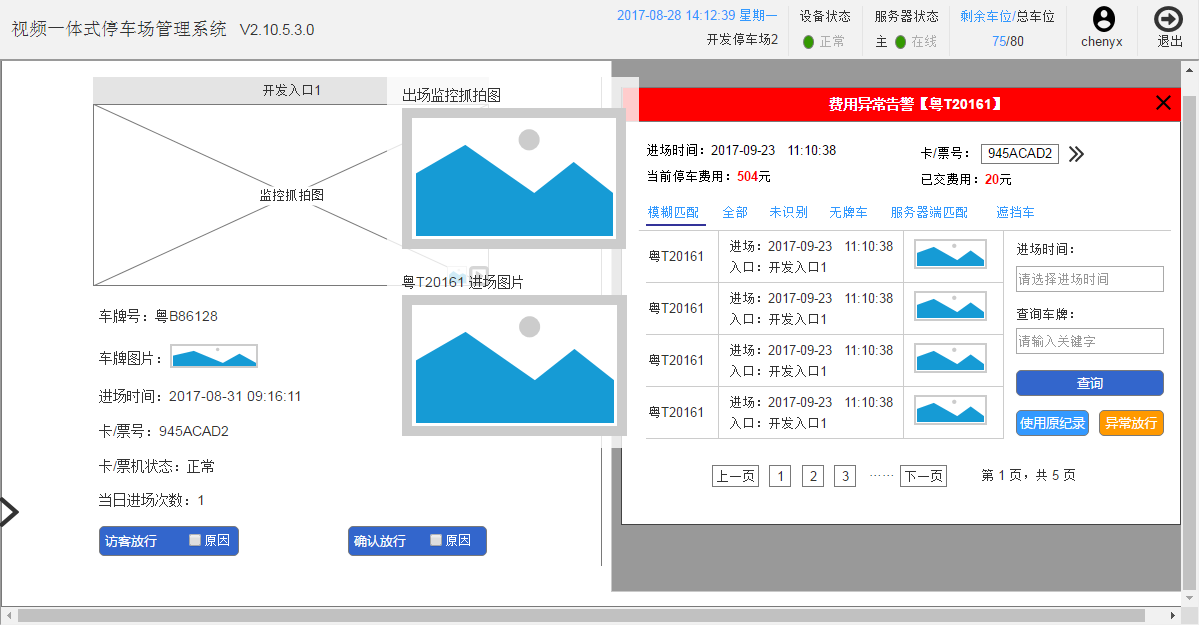 视频一体式停车场管理系统 V2.10.5.3.0
2017-08-28 14:12:39 星期一
开发停车场2
设备状态
正常
服务器状态
主 在线
剩余车位/总车位
75/80
chenyx
退出
开发入口1
监控抓拍图
车牌号：粤B86128
车牌图片：
进场时间：2017-08-31 09:16:11
卡/票号：945ACAD2
卡/票机状态：正常
当日进场次数：1
访客放行 原因
确认放行 原因
出场监控抓拍图
粤T20161 进场图片
费用异常告警【粤T20161】
进场时间：2017-09-23 11:10:38
卡/票号： 945ACAD2
当前停车费用：504元
已交费用：20元
模糊匹配 全部 未识别 无牌车 服务器端匹配 遮挡车
粤T20161
进场：2017-09-23 11:10:38
入口：开发入口1
粤T20161
进场：2017-09-23 11:10:38
入口：开发入口1
粤T20161
进场：2017-09-23 11:10:38
入口：开发入口1
粤T20161
进场：2017-09-23 11:10:38
入口：开发入口1
进场时间：
请选择进场时间
查询车牌：
请输入关键字
查询
使用原纪录 异常放行
上一页 1 2 3 ······ 下一页 第 1 页，共 5 页